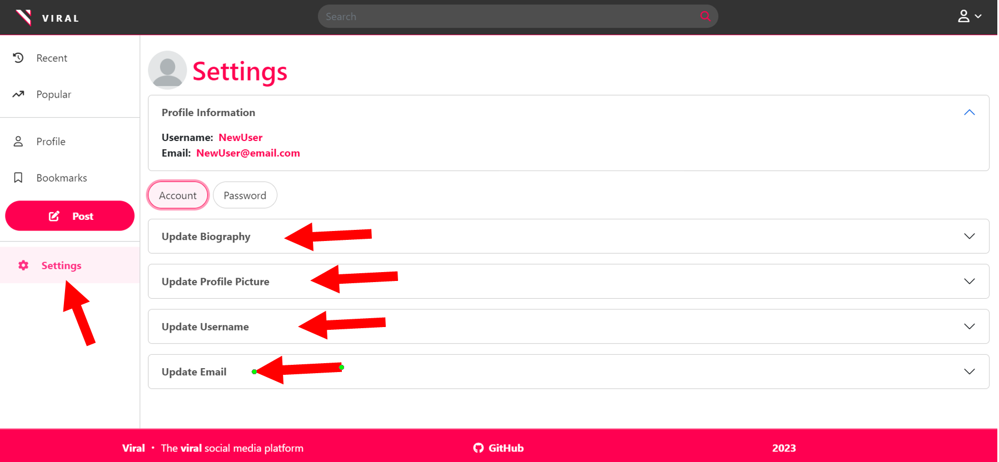 VIRAL
Search
Recent
Popular
Profile
Bookmarks
Post
Settings
Settings
Profile Information
Username: NewUser
Email: NewUser@email.com
Account Password
Update Biography
Update Profile Picture
Update Username
Update Email
Viral · The viral social media platform GitHub 2023